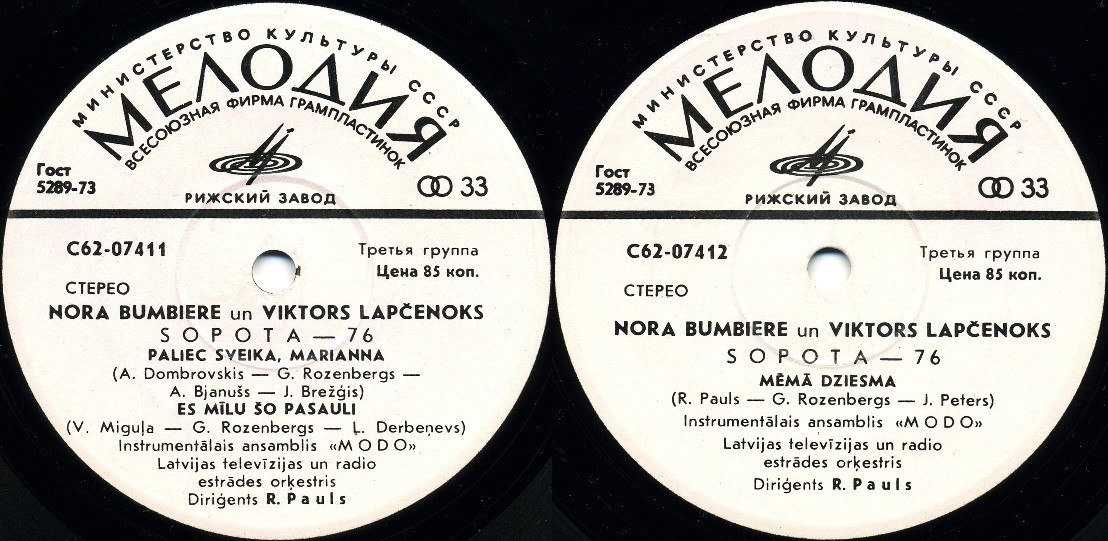 МИНИСТЕРСТВО КУЛЬТУРЫ СССР
МЕЛОДИЯ
ВСЕСОЮЗНАЯ ФИРМА ГРАМПЛАСТИНОК
Гост
5289-73
33
РИЖСКИЙ ЗАВОД
С62-07411
Третья группа
Цена 85 коп.
СТЕРЕО
NORA BUMBIERE un VIKTORS LAPČENOKS
SOPOTA — 76
PALIEC SVEIKA, MARIANNA
(A. Dombrovskis — G. Rozenbergs —
A. Bjanušs — J. Brežģis)
ES MĪLU ŠO PASAULI
(V. Miguļa — G. Rozenbergs — Ļ. Derbeņevs)
Instrumentālais ansamblis «MODO»
Latvijas televīzijas un radio
estrādes orķestris
Diriģents R. Pauls
МИНИСТЕРСТВО КУЛЬТУРЫ СССР
МЕЛОДИЯ
ВСЕСОЮЗНАЯ ФИРМА ГРАМПЛАСТИНОК
Гост
5289-73
33
РИЖСКИЙ ЗАВОД
С62-07412
Третья группа
Цена 85 коп.
СТЕРЕО
NORA BUMBIERE un VIKTORS LAPČENOKS
SOPOTA — 76
MĒMĀ DZIESMA
(R. Pauls — G. Rozenbergs — J. Peters)
Instrumentālais ansamblis «MODO»
Latvijas televīzijas un radio
estrādes orķestris
Diriģents R. Pauls